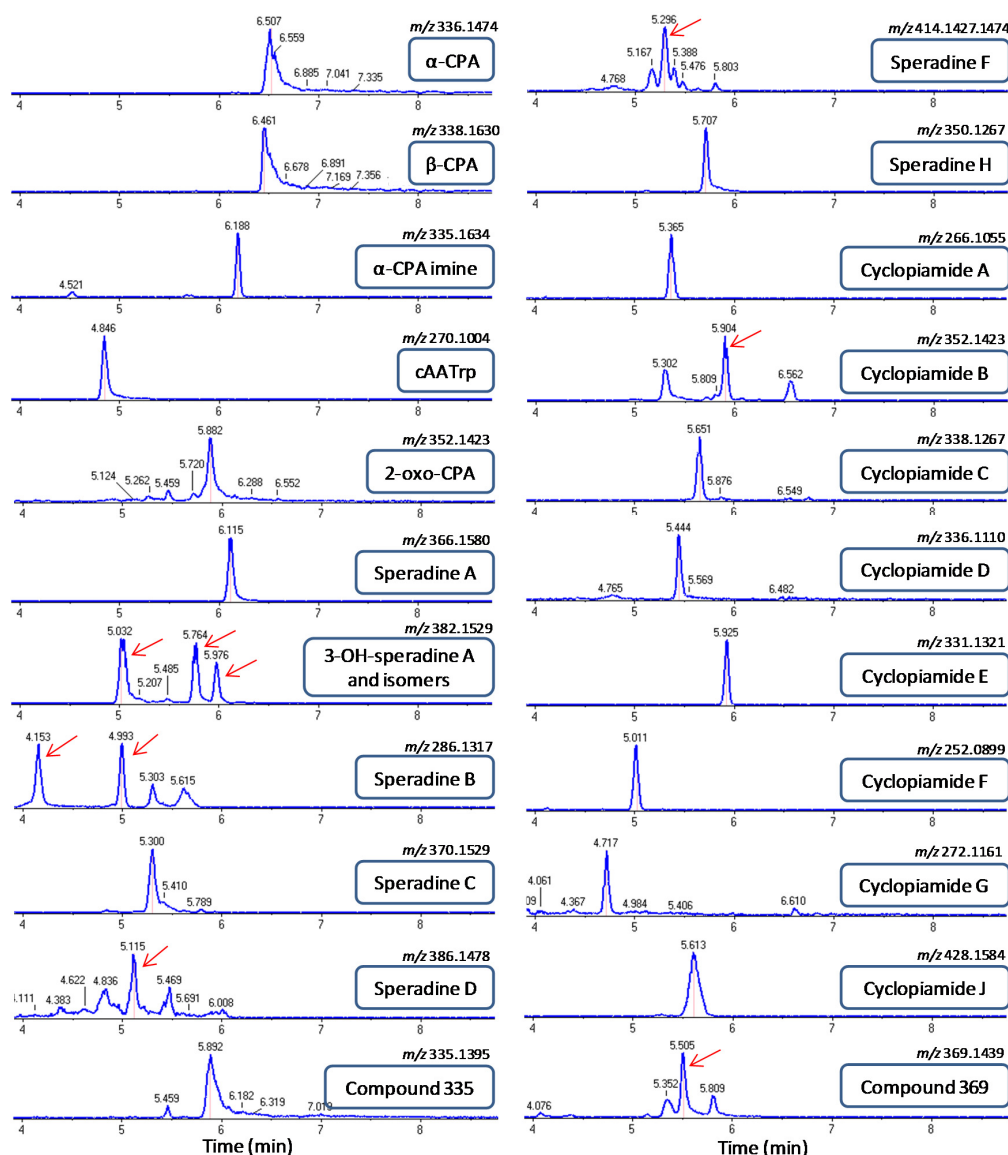 6.507
m/z 336.1474
6.559
α-CPA
6.885 7.041 7.335
4 5 6 7 8
6.461
m/z 338.1630
β-CPA
6.678 6.891 7.169 7.356
4 5 6 7 8
6.188
m/z 335.1634
α-CPA imine
4.521
4 5 6 7 8
4.846
m/z 270.1004
cAATrp
4 5 6 7 8
5.882
m/z 352.1423
2-oxo-CPA
5.124 5.262 5.459 5.720 6.288 6.552
4 5 6 7 8
6.115
m/z 366.1580
Speradine A
4 5 6 7 8
m/z 382.1529
5.032 5.764 5.976
3-OH-speradine A
and isomers
5.207 5.485
4 5 6 7 8
4.153 4.993
m/z 286.1317
Speradine B
5.303 5.615
4 5 6 7 8
5.300
m/z 370.1529
Speradine C
5.410
5.789
4 5 6 7 8
5.115
m/z 386.1478
Speradine D
4.111 4.383 4.622 4.836 5.469 5.691 6.008
4 5 6 7 8
5.892
m/z 335.1395
Compound 335
5.459 6.182 6.319 7.019
4 5 6 7 8
Time (min)
5.296
m/z 414.1427.1474
Speradine F
4.768 5.167 5.388 5.476 5.803
4 5 6 7 8
5.707
m/z 350.1267
Speradine H
4 5 6 7 8
5.365
m/z 266.1055
Cyclopiamide A
4 5 6 7 8
5.904
m/z 352.1423
Cyclopiamide B
5.302 5.809 6.562
4 5 6 7 8
5.651
m/z 338.1267
Cyclopiamide C
5.876 6.549
4 5 6 7 8
5.444
m/z 336.1110
Cyclopiamide D
4.765 5.569 6.482
4 5 6 7 8
5.925
m/z 331.1321
Cyclopiamide E
4 5 6 7 8
5.011
m/z 252.0899
Cyclopiamide F
4 5 6 7 8
4.717
m/z 272.1161
Cyclopiamide G
09 4.061 4.367 4.984 5.406 6.610
4 5 6 7 8
5.613
m/z 428.1584
Cyclopiamide J
4 5 6 7 8
5.505
m/z 369.1439
Compound 369
4.076 5.352 5.809
4 5 6 7 8
Time (min)